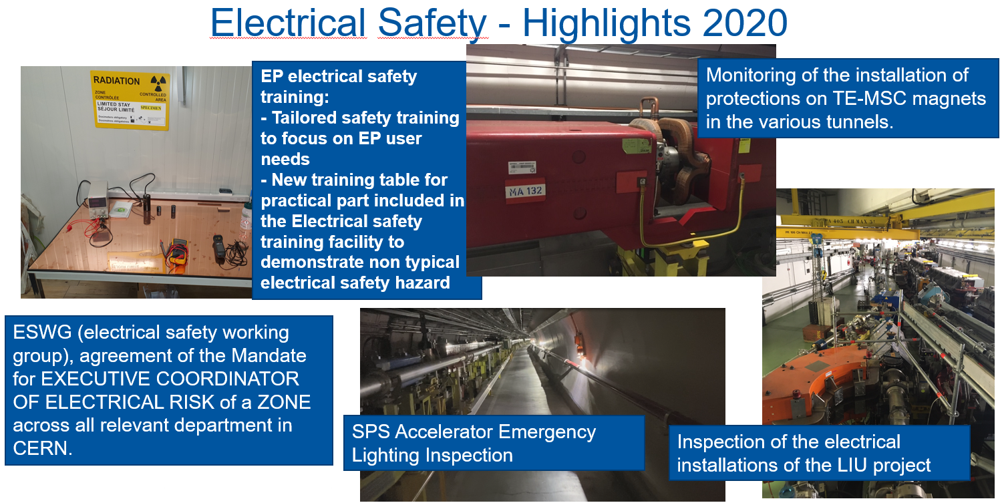 Electrical Safety - Highlights 2020
RADIATION
ZONE
CONTRÔLÉE
CONTROLLED
AREA
LIMITED STAY
SÉJOUR LIMITÉ
SPECIMEN
Dosimeters obligatory
Dosimètres obligatoires
EP electrical safety
training:
- Tailored safety training
to focus on EP user
needs
- New training table for
practical part included in
the Electrical safety
training facility to
demonstrate non typical
electrical safety hazard
MA 132
Monitoring of the installation of
protections on TE-MSC magnets
in the various tunnels.
ESWG (electrical safety working
group), agreement of the Mandate
for EXECUTIVE COORDINATOR
OF ELECTRICAL RISK of a ZONE
across all relevant department in
CERN.
SPS Accelerator Emergency
Lighting Inspection
Inspection of the electrical
installations of the LIU project